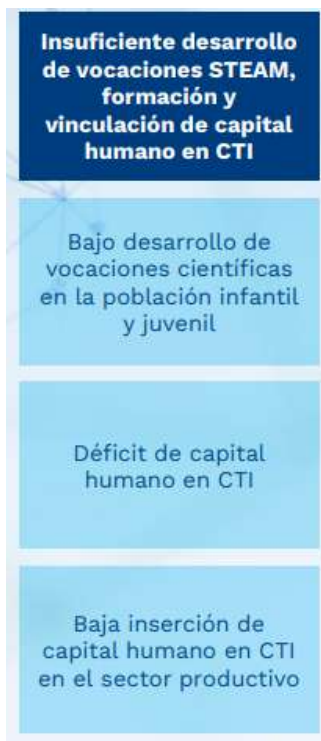 Insuficiente desarrollo
de vocaciones STEAM,
formación y
vinculación de capital
humano en CTI
Bajo desarrollo de
vocaciones científicas
en la población infantil
y juvenil
Déficit de capital
humano en CTI
Baja inserción de
capital humano en CTI
en el sector productivo